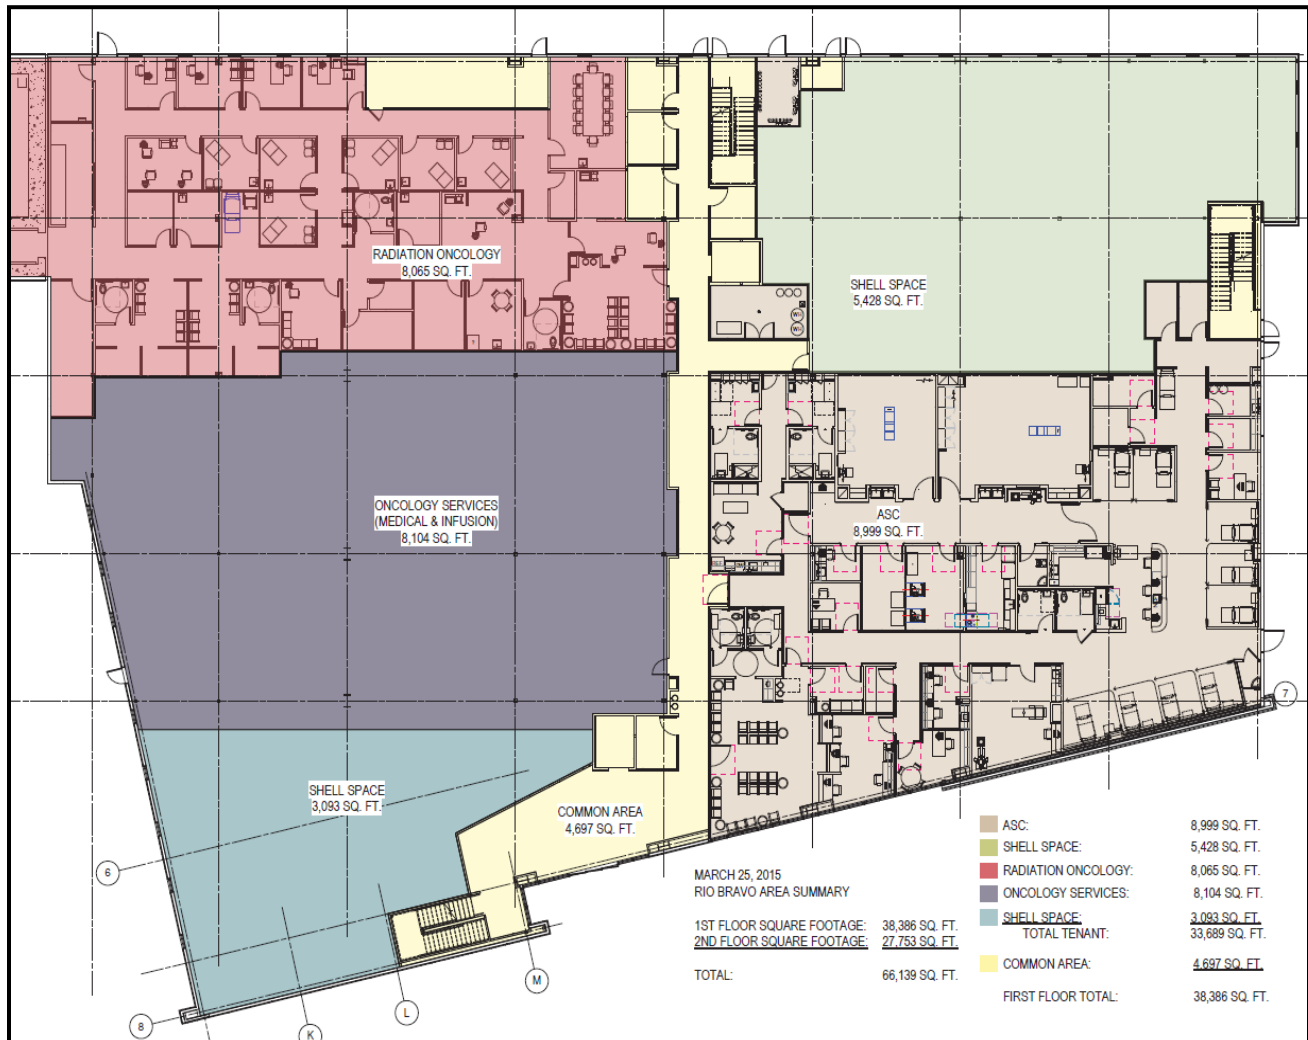 RADIATION ONCOLOGY
8,065 SQ. FT.
SHELL SPACE
5,428 SQ. FT.
ONCOLOGY SERVICES
(MEDICAL & INFUSION)
8,104 SQ. FT.
ASC
8,999 SQ. FT.
SHELL SPACE
3,093 SQ. FT.
COMMON AREA
4,697 SQ. FT.
7
6
8
K
L
M
MARCH 25, 2015
RIO BRAVO AREA SUMMARY
1ST FLOOR SQUARE FOOTAGE: 38,386 SQ. FT.
2ND FLOOR SQUARE FOOTAGE: 27,753 SQ. FT.
TOTAL: 66,139 SQ. FT.
ASC: 8,999 SQ. FT.
SHELL SPACE: 5,428 SQ. FT.
RADIATION ONCOLOGY: 8,065 SQ. FT.
ONCOLOGY SERVICES: 8,104 SQ. FT.
SHELL SPACE: 3,093 SQ. FT.
TOTAL TENANT: 33,689 SQ. FT.
COMMON AREA: 4,697 SQ. FT.
FIRST FLOOR TOTAL: 38,386 SQ. FT.